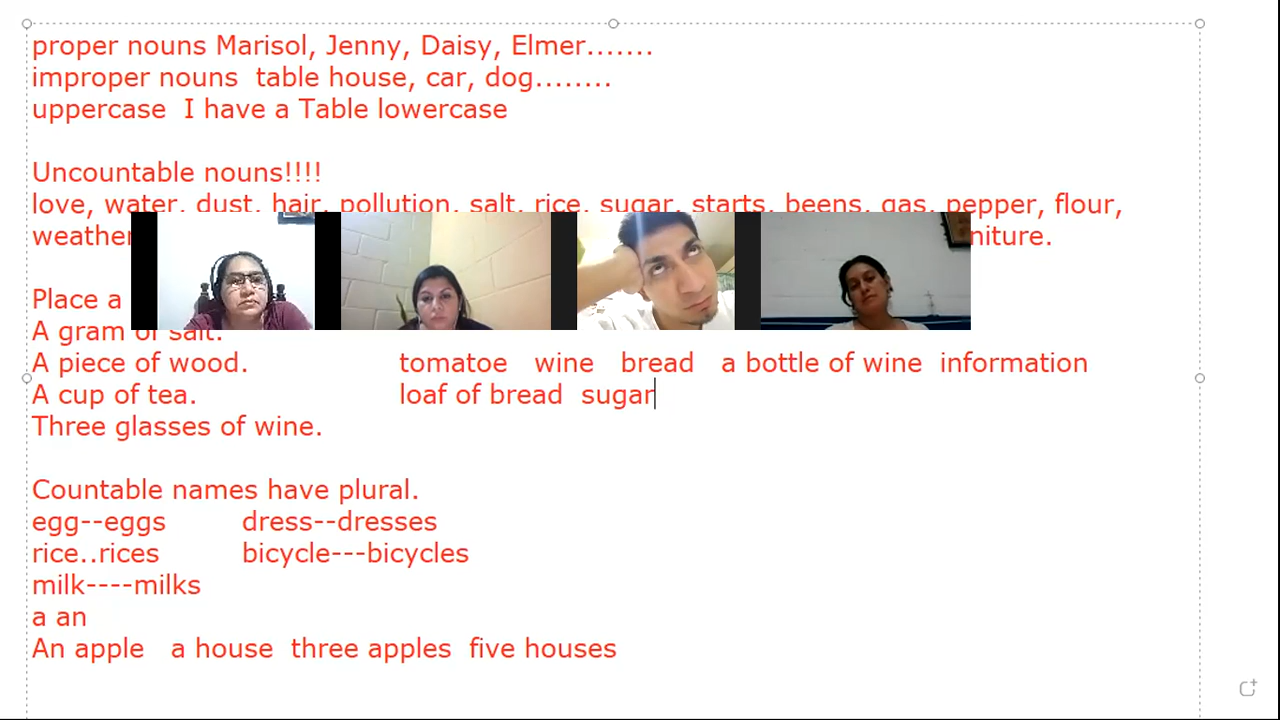 proper nouns Marisol, Jenny, Daisy, Elmer.......
improper nouns  table house, car, dog........
uppercase  I have a Table lowercase
Uncountable nouns!!!!
love, water, dust, hair, pollution, salt, rice, sugar, starts, beens, gas, pepper, flour,
weather
Place a
A gram of salt.
A piece of wood.    tomatoe   wine   bread   a bottle of wine  information
A cup of tea.    loaf of bread  sugar
Three glasses of wine.
Countable names have plural.
egg--eggs    dress--dresses
rice..rices    bicycle---bicycles
milk----milks
a an
An apple   a house  three apples  five houses